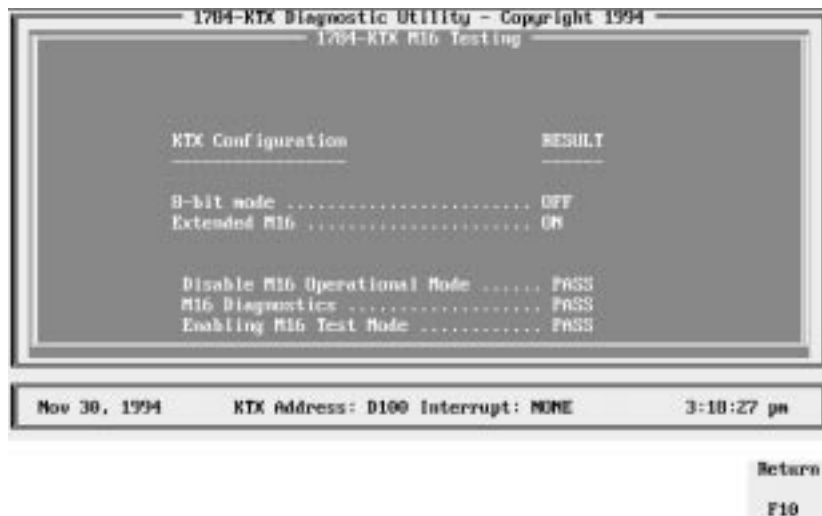 1784-KTX Diagnostic Utility - Copyright 1994
1784-KTX M16 Testing
KTX Configuration RESULT
8-bit mode ........................ OFF
Extended M16 ...................... ON
Disable M16 Operational Mode ...... PASS
M16 Diagnostics ................... PASS
Enabling M16 Test Mode ............ PASS
Nov 30, 1994 KTX Address: D100 Interrupt: NONE 3:18:27 pm
Return
F10